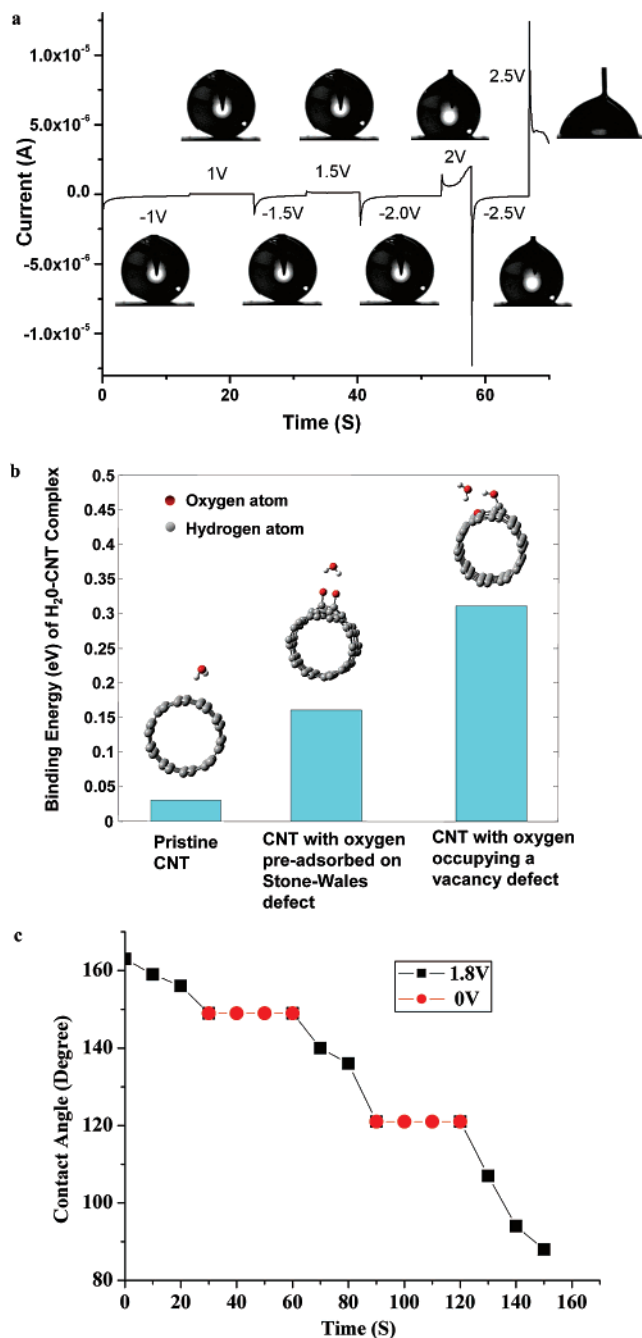 a
1.0x10⁻⁵
5.0x10⁻⁶
0.0
-5.0x10⁻⁶
-1.0x10⁻⁵
Current (A)
-1V
1V
-1.5V
1.5V
-2.0V
2V
-2.5V
2.5V
0
20
40
60
Time (S)
b
Binding Energy (eV) of H₂0-CNT Complex
0.5
0.45
0.4
0.35
0.3
0.25
0.2
0.15
0.1
0.05
0
Oxygen atom
Hydrogen atom
Pristine
CNT
CNT with oxygen
pre-adsorbed on
Stone-Wales
defect
CNT with oxygen
occupying a
vacancy defect
c
Contact Angle (Degree)
160
140
120
100
80
1.8V
0V
0
20
40
60
80
100
120
140
160
Time (S)